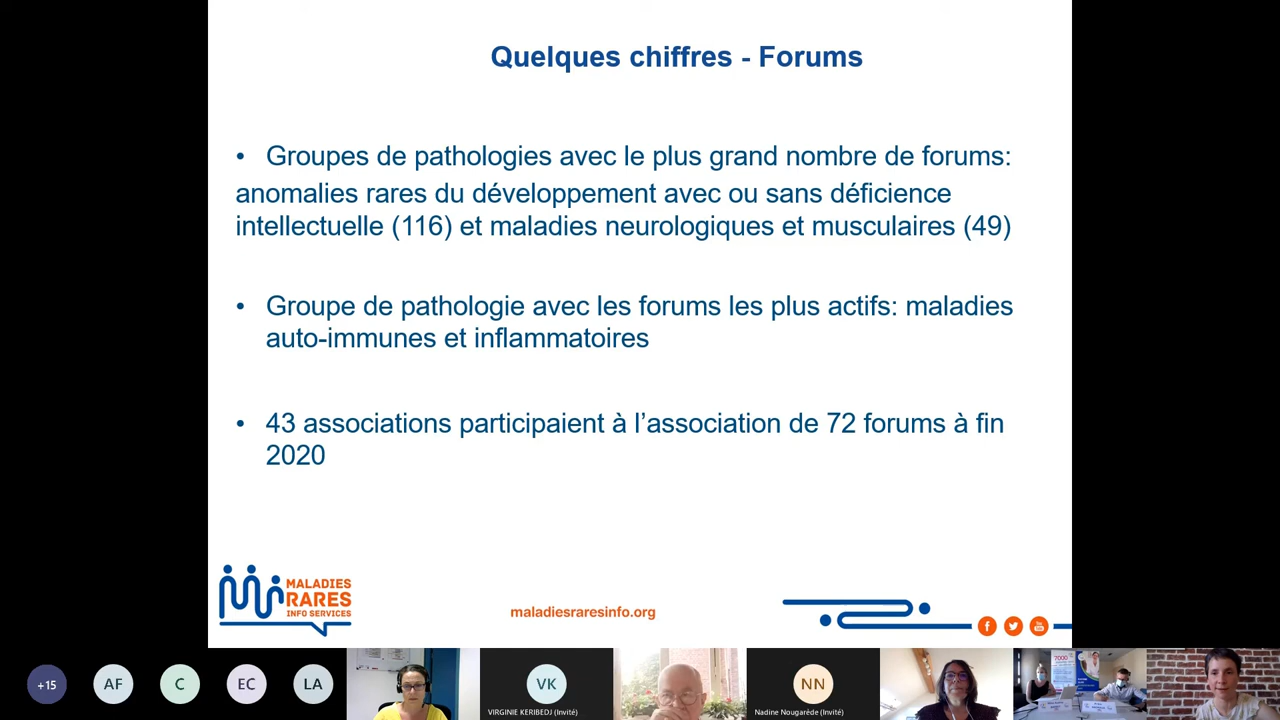 Quelques chiffres - Forums
• Groupes de pathologies avec le plus grand nombre de forums:
anomalies rares du développement avec ou sans déficience
intellectuelle (116) et maladies neurologiques et musculaires (49)
• Groupe de pathologie avec les forums les plus actifs: maladies
auto-immunes et inflammatoires
• 43 associations participaient à l’association de 72 forums à fin
2020
MALADIES
RARES
INFO SERVICES
maladiesraresinfo.org
+15
AF
C
EC
LA
VK
VIRGINIE KERIBEDJ (Invité)
NN
Nadine Nougarède (Invité)
7000